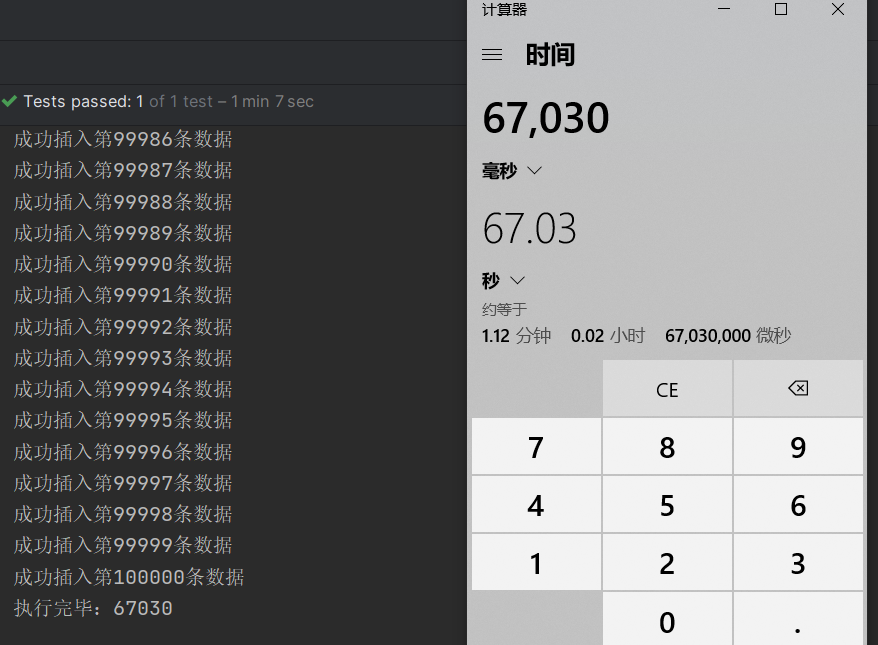 Tests passed: 1 of 1 test – 1 min 7 sec
成功插入第99986条数据
成功插入第99987条数据
成功插入第99988条数据
成功插入第99989条数据
成功插入第99990条数据
成功插入第99991条数据
成功插入第99992条数据
成功插入第99993条数据
成功插入第99994条数据
成功插入第99995条数据
成功插入第99996条数据
成功插入第99997条数据
成功插入第99998条数据
成功插入第99999条数据
成功插入第100000条数据
执行完毕：67030
计算器
时间
67,030
毫秒
67.03
秒
约等于
1.12 分钟 0.02 小时 67,030,000 微秒
CE
7 8 9
4 5 6
1 2 3
0 .